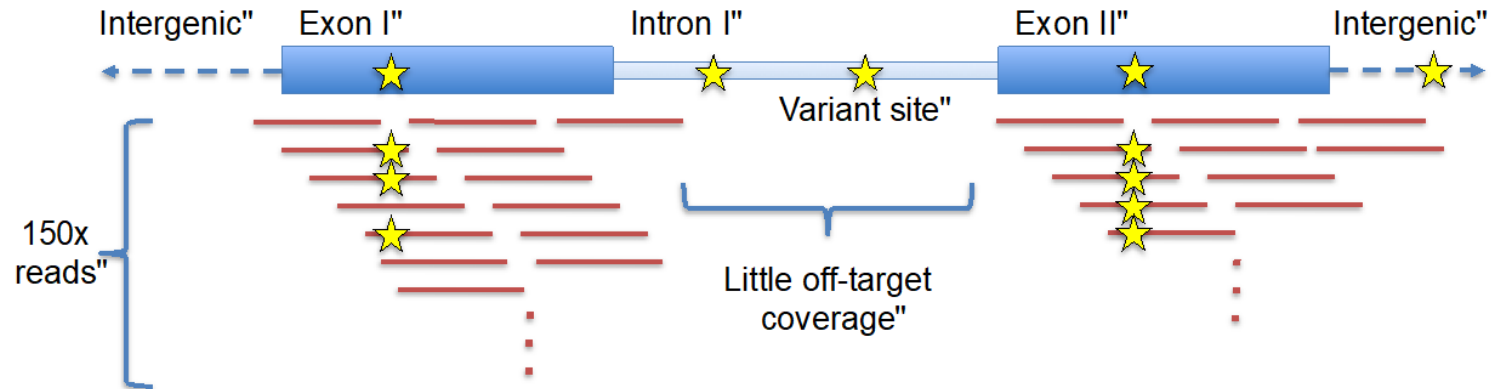 Intergenic"
Exon I"
Intron I"
Exon II"
Intergenic"
Variant site"
150x
reads"
Little off-target
coverage"